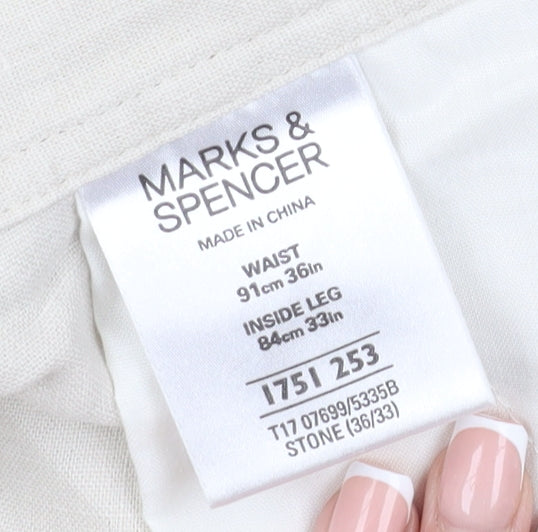 MARKS &
SPENCER
MADE IN CHINA
WAIST
91cm 36in
INSIDE LEG
84cm 33in
1751 253
T17 07699/5335B
STONE (36/33)